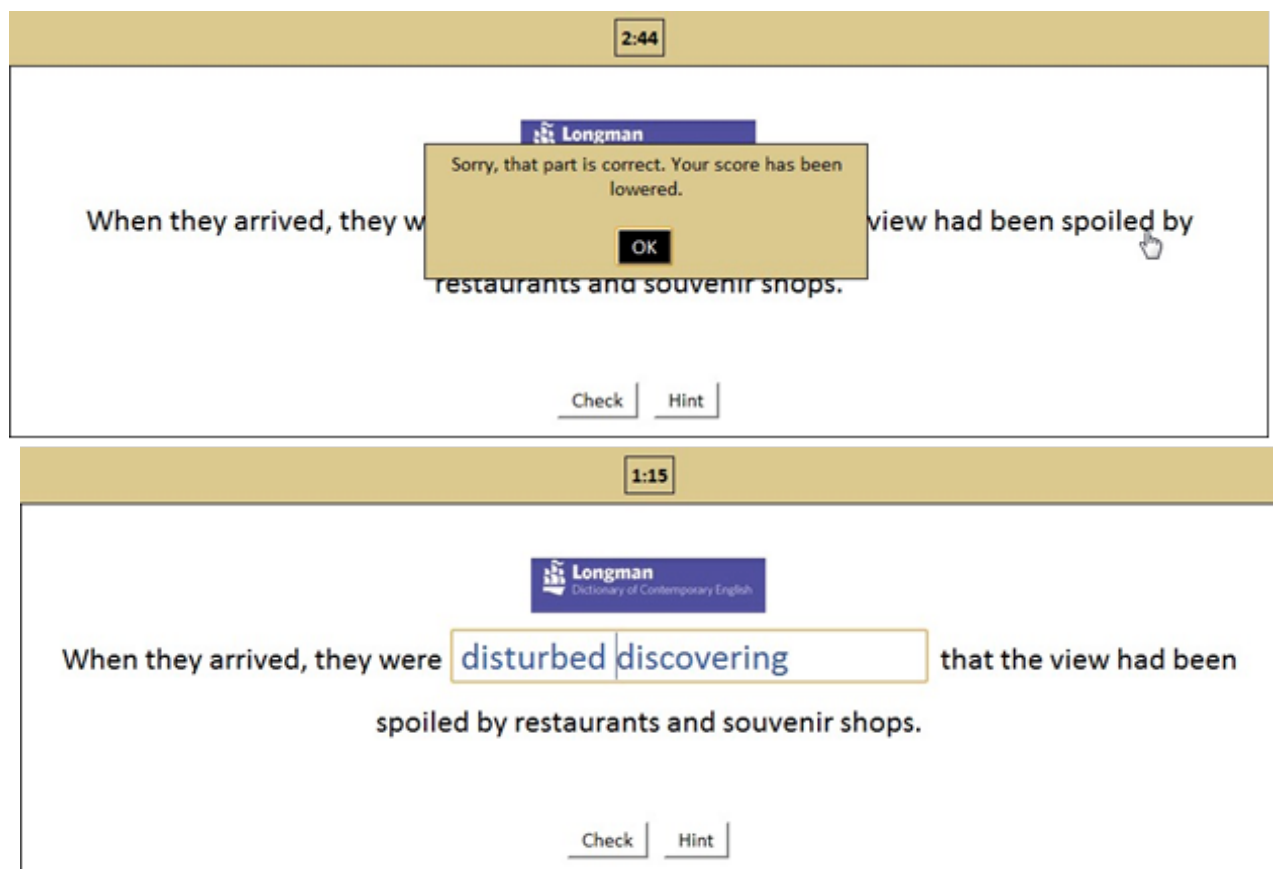 2:44
Longman
Sorry, that part is correct. Your score has been
lowered.
When they arrived, they w view had been spoiled by
OK
restaurants and souvenir shops.
Check Hint
1:15
Longman
Dictionary of Contemporary English
When they arrived, they were disturbed discovering that the view had been
spoiled by restaurants and souvenir shops.
Check Hint